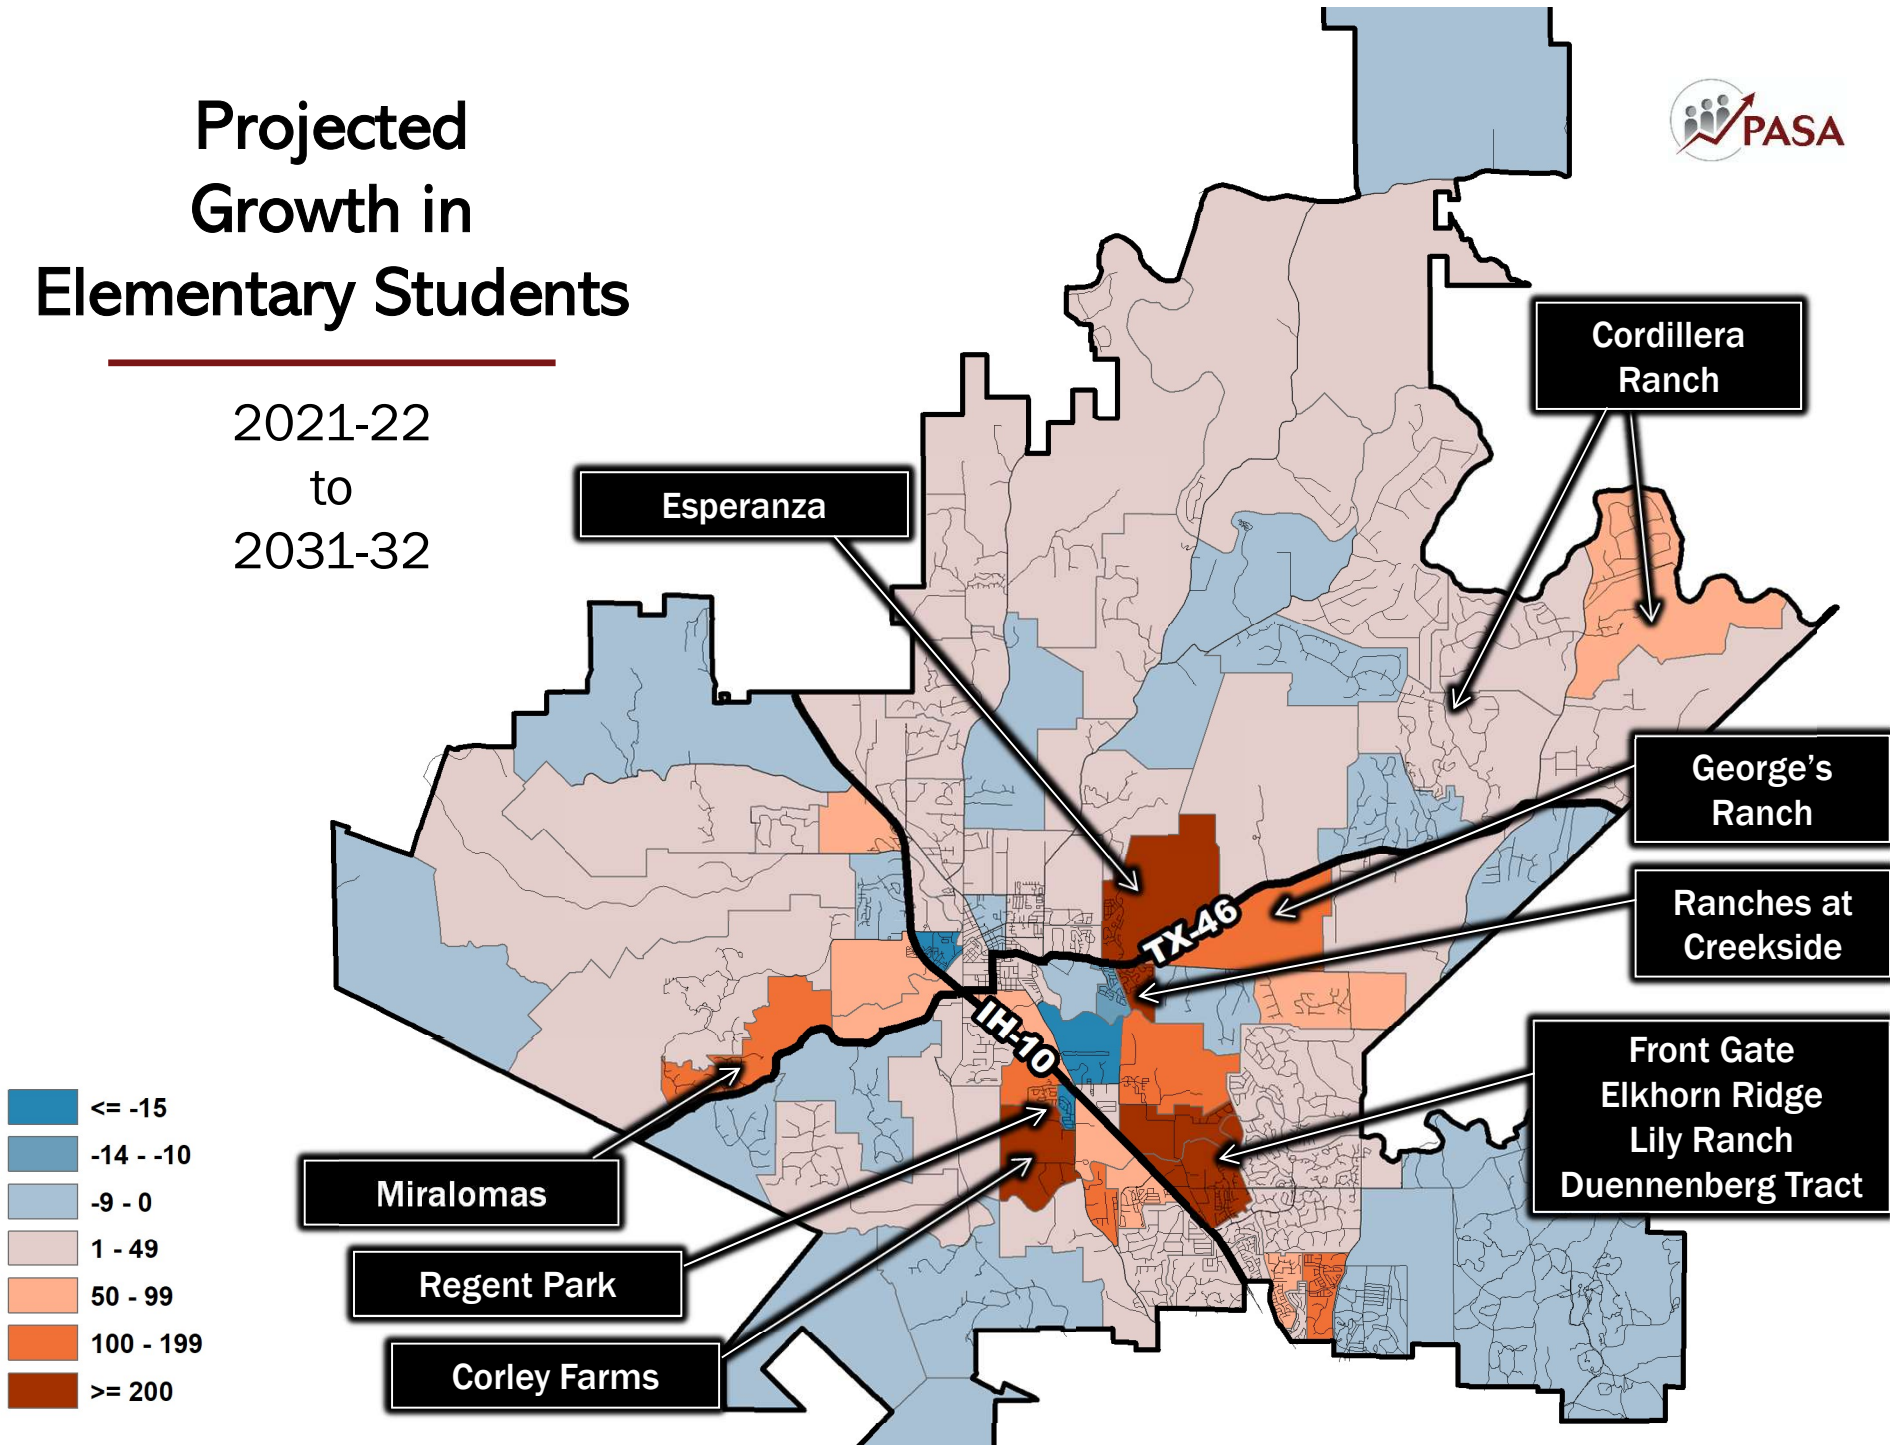 Projected
Growth in
Elementary Students
2021-22
to
2031-32
PASA
Cordillera
Ranch
Esperanza
George's
Ranch
Ranches at
Creekside
TX-46
IH-10
Front Gate
Elkhorn Ridge
Lily Ranch
Duennenberg Tract
Miralomas
Regent Park
Corley Farms
<= -15
-14 - -10
-9 - 0
1 - 49
50 - 99
100 - 199
>= 200